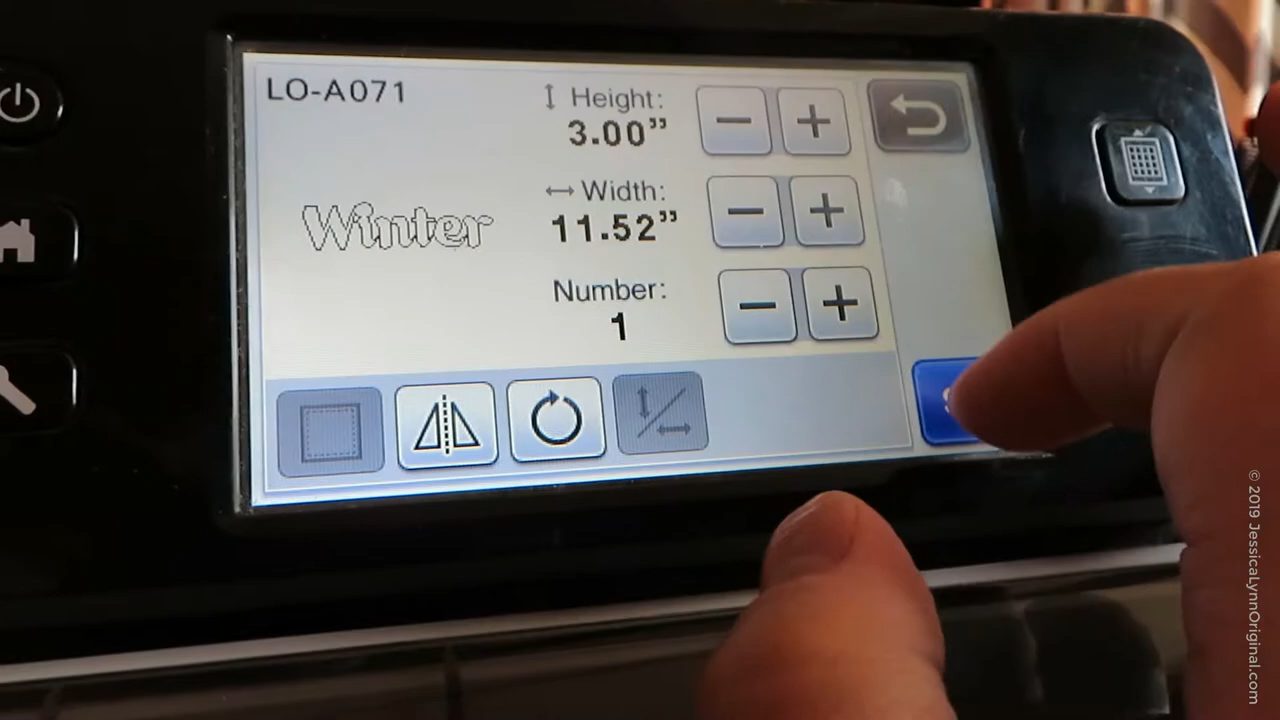 LO-A071
Height:
3.00"
Winter
Width:
11.52"
Number:
1
© 2019 JessicaLynnOriginal.com